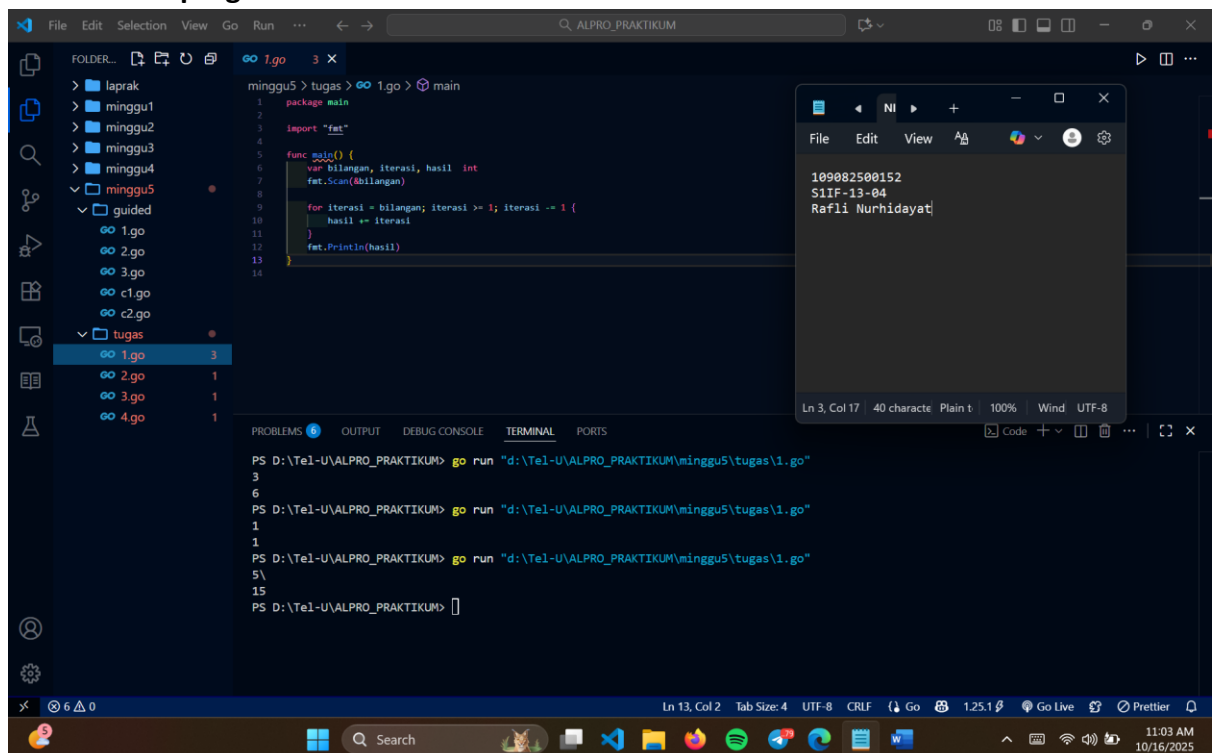 File Edit Selection View Go Run ... ALPRO_PRAKTIKUM
FOLDER...
laprak
minggu1
minggu2
minggu3
minggu4
minggu5
guided
1.go
2.go
3.go
c1.go
c2.go
tugas
1.go 3
2.go 1
3.go 1
4.go 1
1.go 3
minggu5 > tugas > 1.go > main
1 package main
2
3 import "fmt"
4
5 func main() {
6 var bilangan, iterasi, hasil int
7 fmt.Scan(&bilangan)
8
9 for iterasi = bilangan; iterasi >= 1; iterasi -= 1 {
10 hasil += iterasi
11 }
12 fmt.Println(hasil)
13 }
14
NI
File Edit View
109082500152
S1IF-13-04
Rafli Nurhidayat
Ln 3, Col 17 40 characte Plain t 100% Wind UTF-8
PROBLEMS 6 OUTPUT DEBUG CONSOLE TERMINAL PORTS Code
PS D:\Tel-U\ALPRO_PRAKTIKUM> go run "d:\Tel-U\ALPRO_PRAKTIKUM\minggu5\tugas\1.go"
3
6
PS D:\Tel-U\ALPRO_PRAKTIKUM> go run "d:\Tel-U\ALPRO_PRAKTIKUM\minggu5\tugas\1.go"
1
1
PS D:\Tel-U\ALPRO_PRAKTIKUM> go run "d:\Tel-U\ALPRO_PRAKTIKUM\minggu5\tugas\1.go"
5\
15
PS D:\Tel-U\ALPRO_PRAKTIKUM>
6 0 Ln 13, Col 2 Tab Size: 4 UTF-8 CRLF Go 1.25.1 Go Live Prettier
5 Search 11:03 AM
10/16/2025